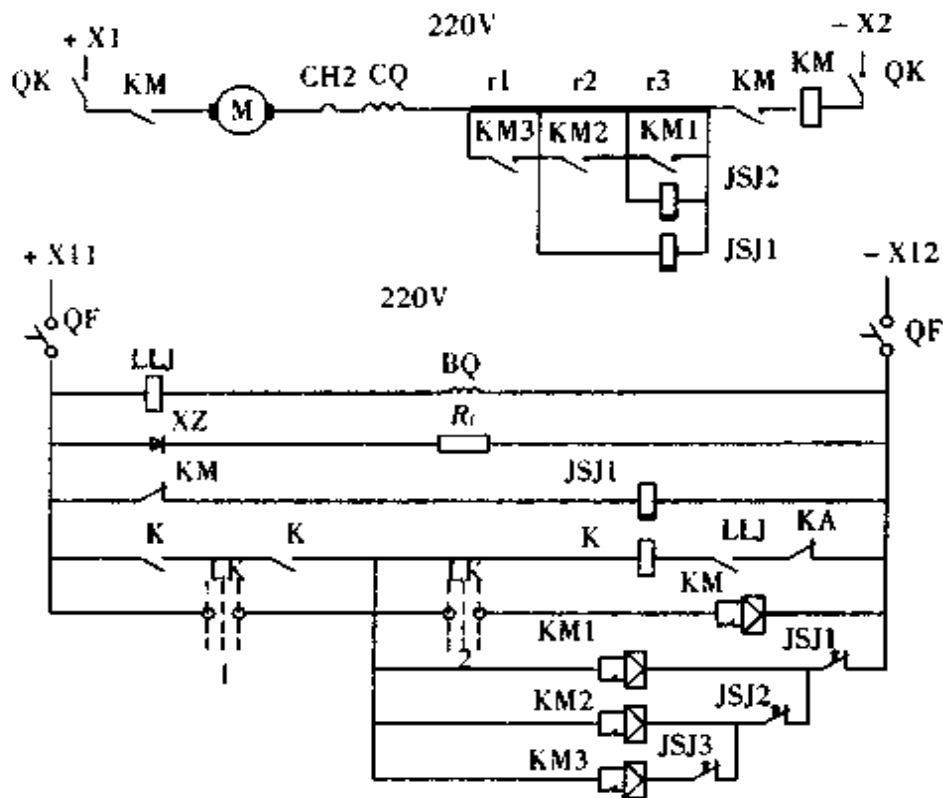 + X1
220V
− X2
QK
KM
M
CH2
CQ
r1
r2
r3
KM
KM
QK
KM3
KM2
KM1
JSJ2
JSJ1
+ X11
220V
− X12
QF
QF
LLJ
BQ
XZ
Rf
KM
JSJ1
K
K
K
LLJ
KA
LK
LK
KM
1
2
KM1
JSJ1
KM2
JSJ2
KM3
JSJ3